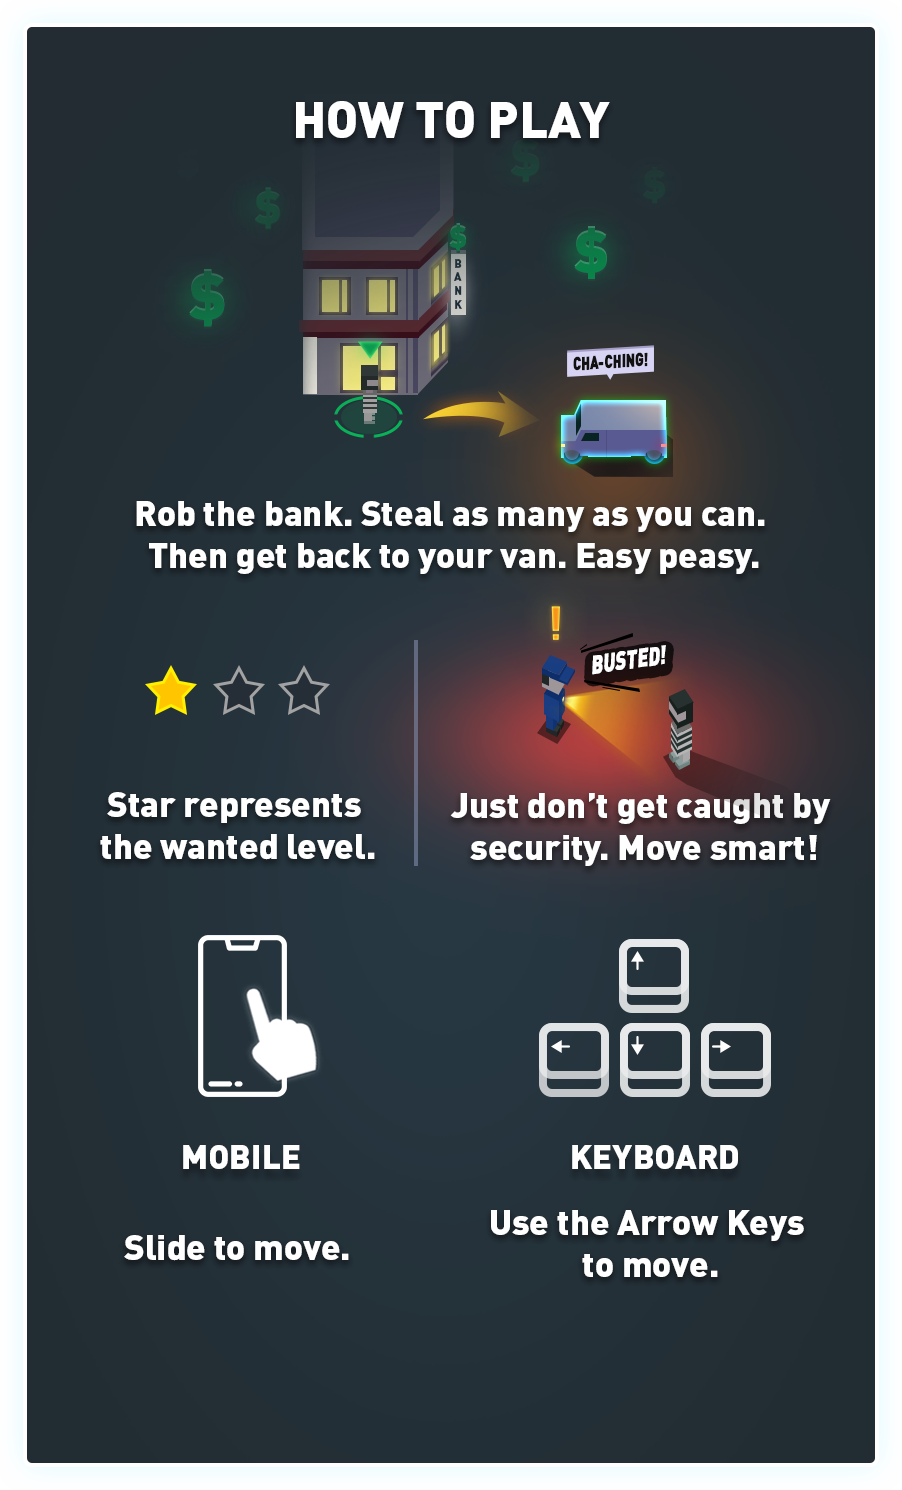 HOW TO PLAY
$ $
$
$ $
$
BANK
CHA-CHING!
Rob the bank. Steal as many as you can.
Then get back to your van. Easy peasy.
!
BUSTED!
Star represents
the wanted level.
Just don’t get caught by
security. Move smart!
MOBILE
KEYBOARD
Slide to move.
Use the Arrow Keys
to move.